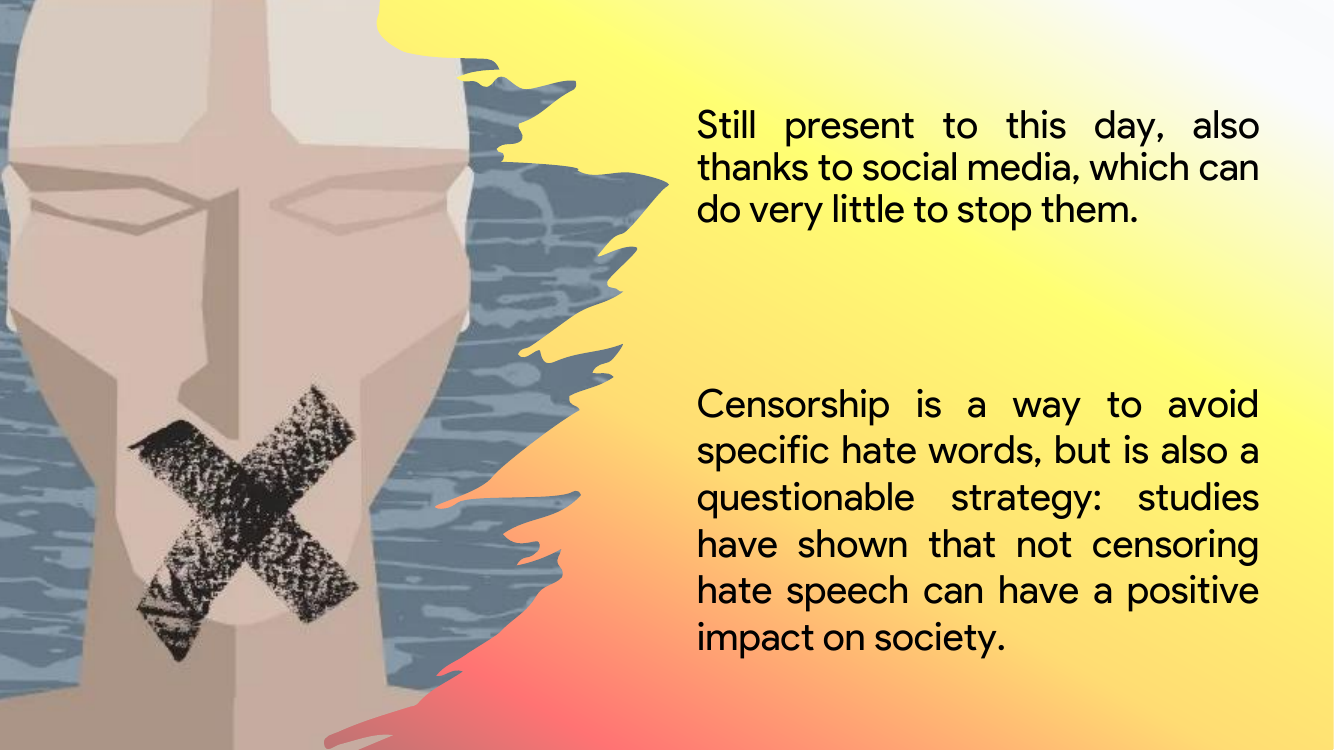 Still present to this day, also
thanks to social media, which can
do very little to stop them.
Censorship is a way to avoid
specific hate words, but is also a
questionable strategy: studies
have shown that not censoring
hate speech can have a positive
impact on society.